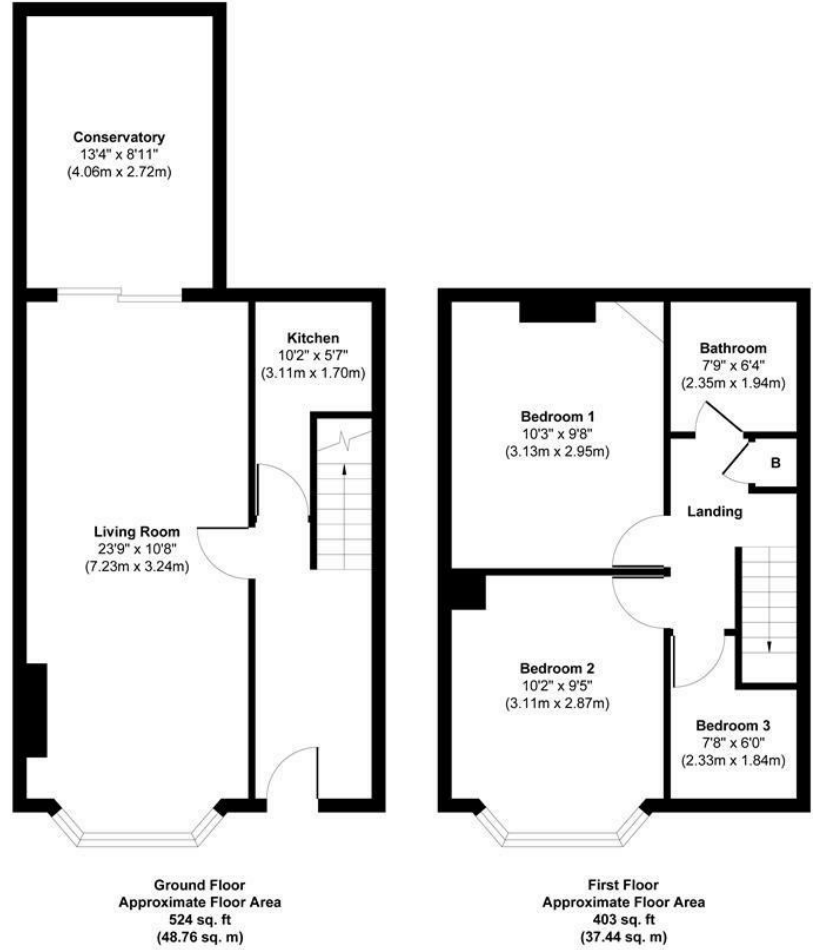 Conservatory
13'4" x 8'11"
(4.06m x 2.72m)
Kitchen
10'2" x 5'7"
(3.11m x 1.70m)
Living Room
23'9" x 10'8"
(7.23m x 3.24m)
Ground Floor
Approximate Floor Area
524 sq. ft
(48.76 sq. m)
Bathroom
7'9" x 6'4"
(2.35m x 1.94m)
Bedroom 1
10'3" x 9'8"
(3.13m x 2.95m)
B
Landing
Bedroom 2
10'2" x 9'5"
(3.11m x 2.87m)
Bedroom 3
7'8" x 6'0"
(2.33m x 1.84m)
First Floor
Approximate Floor Area
403 sq. ft
(37.44 sq. m)